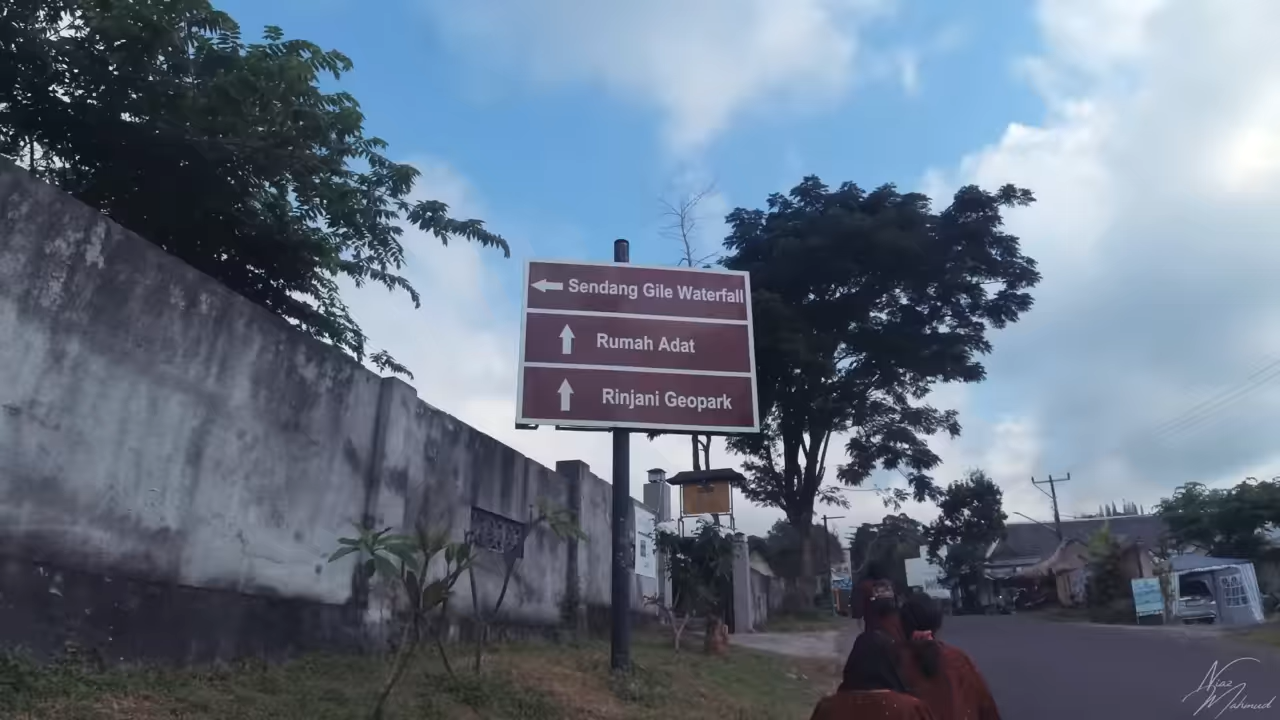 Sendang Gile Waterfall
Rumah Adat
Rinjani Geopark
Niaz
Mahmud